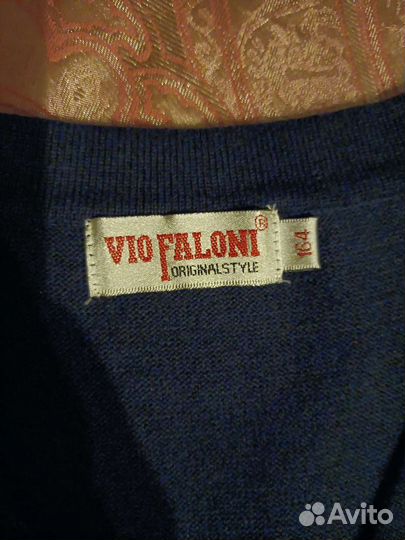 VIO FALONI ®
ORIGINALSTYLE
164
Avito